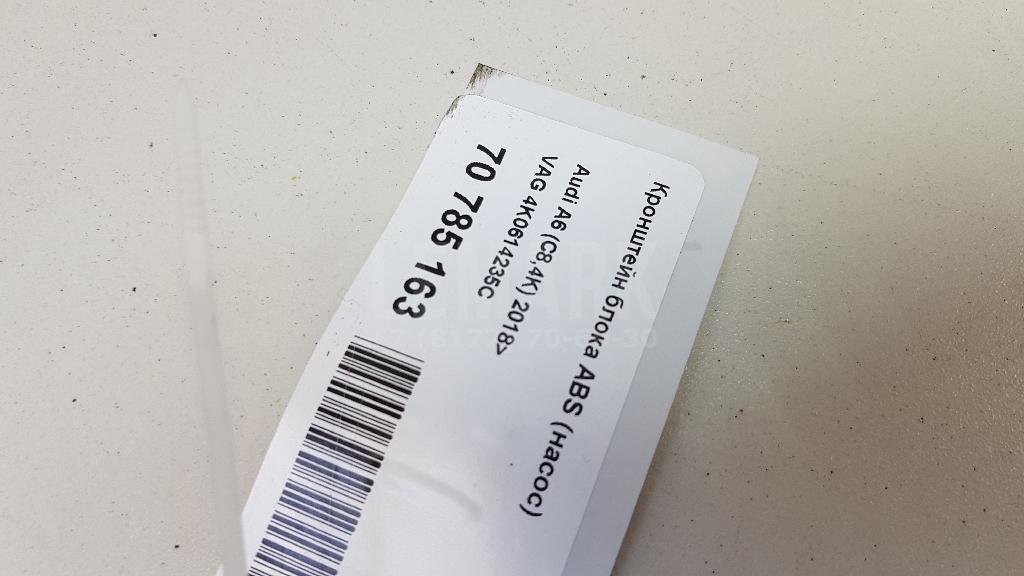 Кронштейн блока ABS (насос)
Audi A6 (C8,4K) 2018>
VAG 4K0614235C
70 785 163